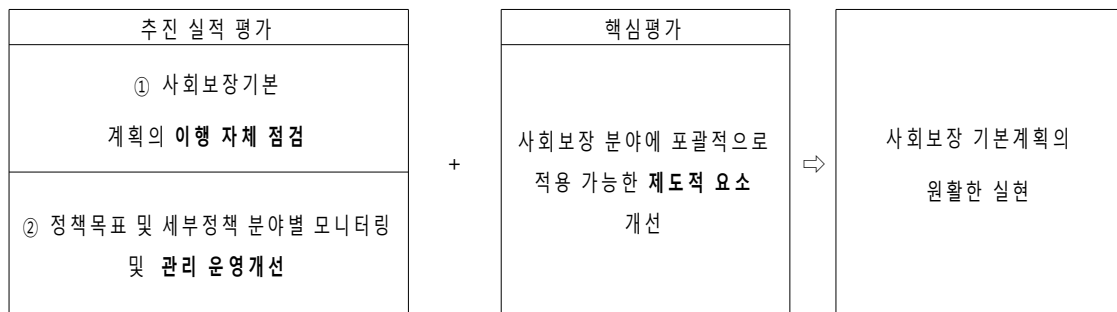 추진 실적 평가
① 사회보장기본
계획의 이행 자체 점검
② 정책목표 및 세부정책 분야별 모니터링
및 관리 운영개선
+
핵심평가
사회보장 분야에 포괄적으로
적용 가능한 제도적 요소
개선
⇨
사회보장 기본계획의
원활한 실현